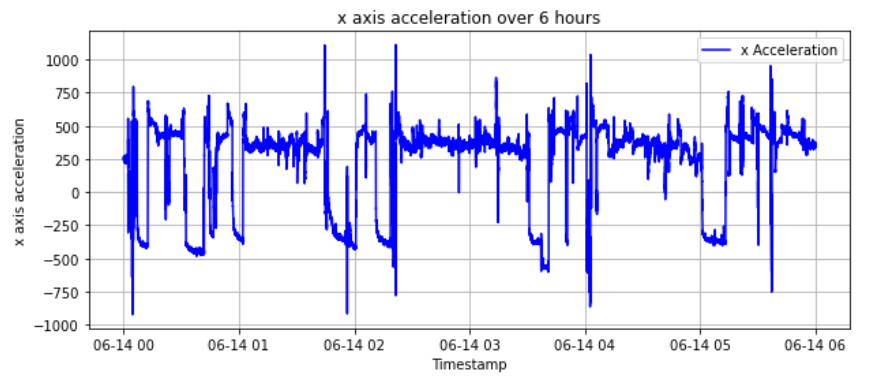 x axis acceleration over 6 hours
x Acceleration
1000
750
500
250
0
−250
−500
−750
−1000
x axis acceleration
06-14 00 06-14 01 06-14 02 06-14 03 06-14 04 06-14 05 06-14 06
Timestamp